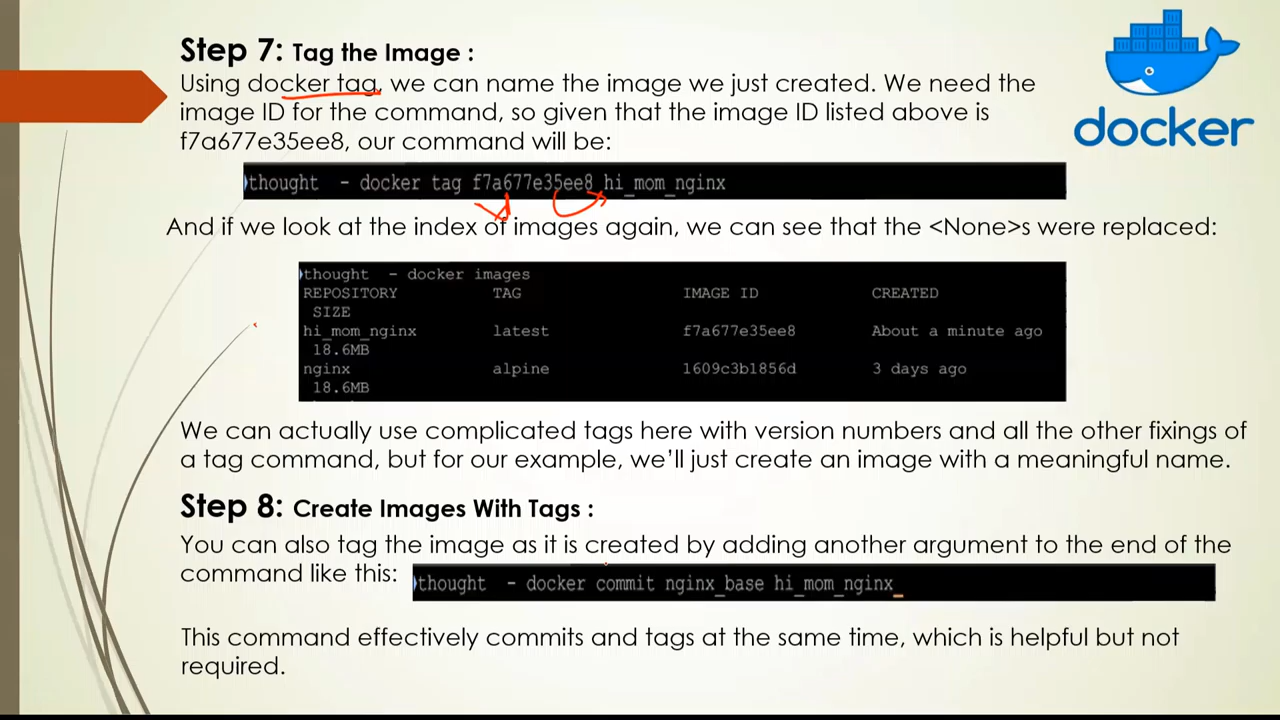 Step 7: Tag the Image :
Using docker tag, we can name the image we just created. We need the
image ID for the command, so given that the image ID listed above is
f7a677e35ee8, our command will be:
docker
thought - docker tag f7a677e35ee8 hi_mom_nginx
And if we look at the index of images again, we can see that the <None>s were replaced:
thought - docker images
REPOSITORY TAG IMAGE ID CREATED
SIZE
hi_mom_nginx latest f7a677e35ee8 About a minute ago
18.6MB
nginx alpine 1609c3b1856d 3 days ago
18.6MB
We can actually use complicated tags here with version numbers and all the other fixings of
a tag command, but for our example, we'll just create an image with a meaningful name.
Step 8: Create Images With Tags :
You can also tag the image as it is created by adding another argument to the end of the
command like this:
thought - docker commit nginx_base hi_mom_nginx_
This command effectively commits and tags at the same time, which is helpful but not
required.